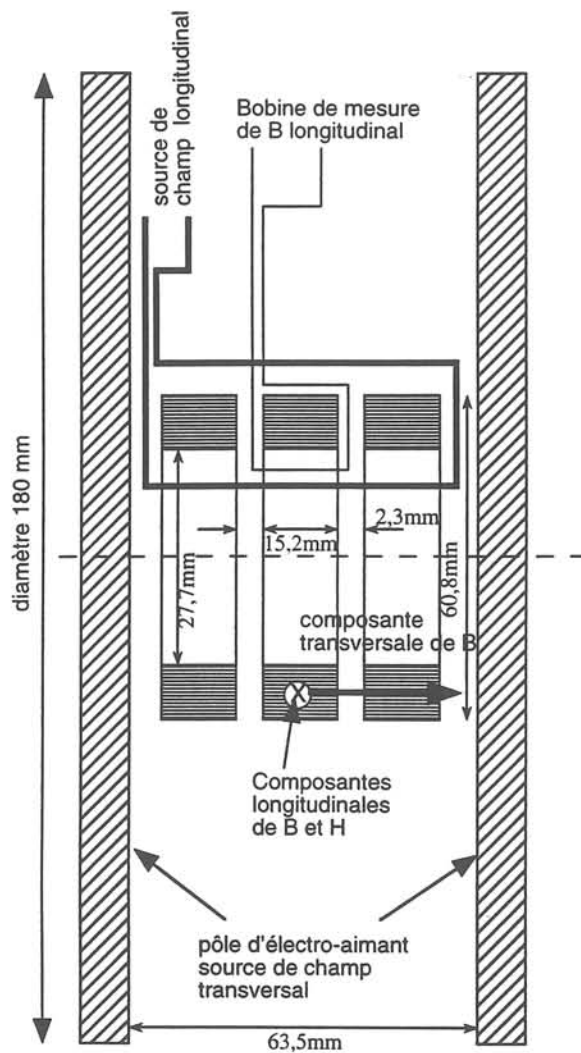 source de
champ longitudinal
Bobine de mesure
de B longitudinal
diamètre 180 mm
2,3mm
15,2mm
27,7mm
60,8mm
composante
transversale de B
X
Composantes
longitudinales
de B et H
pôle d'électro-aimant
source de champ
transversal
63,5mm